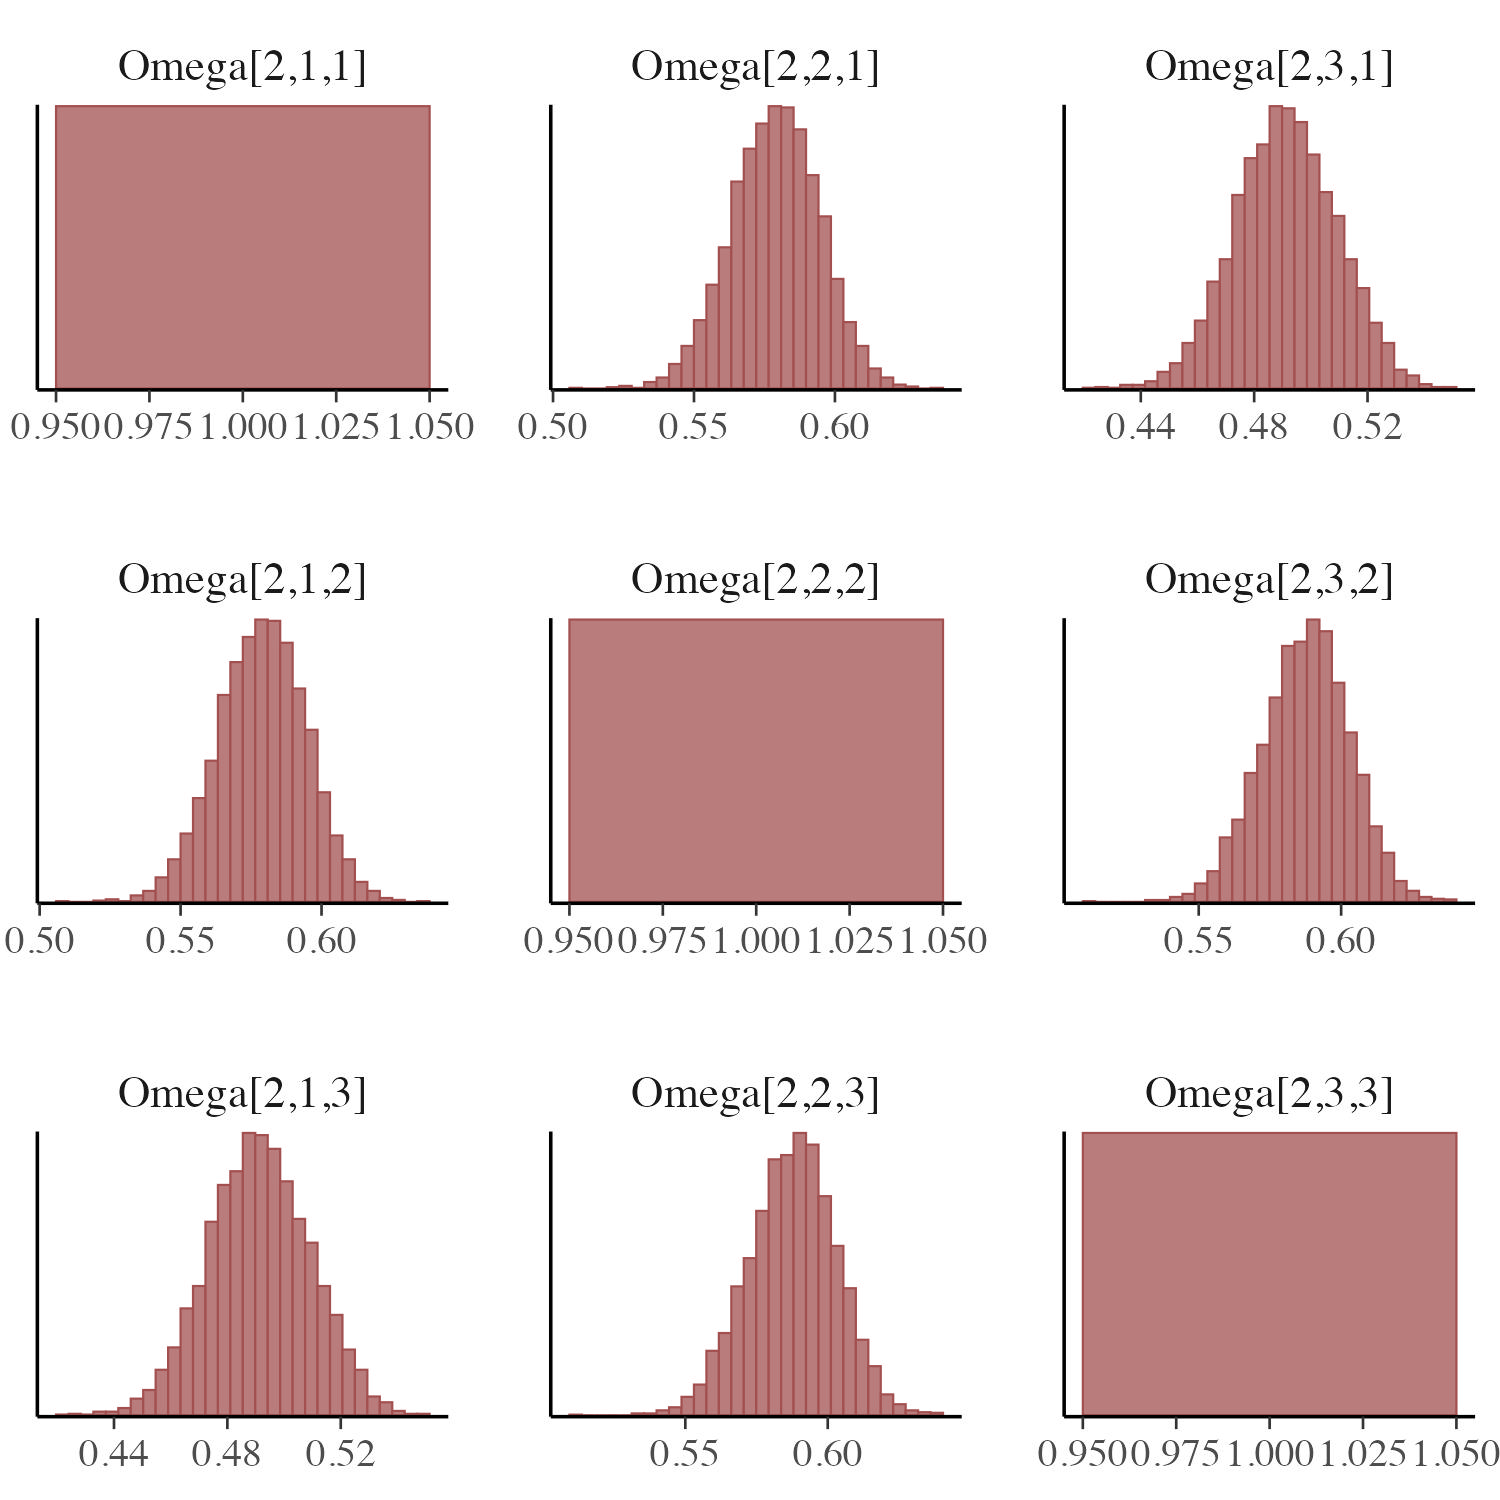 Omega[2,1,1] Omega[2,2,1] Omega[2,3,1]
0.950 0.975 1.000 1.025 1.050 0.50 0.55 0.60 0.44 0.48 0.52
Omega[2,1,2] Omega[2,2,2] Omega[2,3,2]
0.50 0.55 0.60 0.950 0.975 1.000 1.025 1.050 0.55 0.60
Omega[2,1,3] Omega[2,2,3] Omega[2,3,3]
0.44 0.48 0.52 0.55 0.60 0.950 0.975 1.000 1.025 1.050